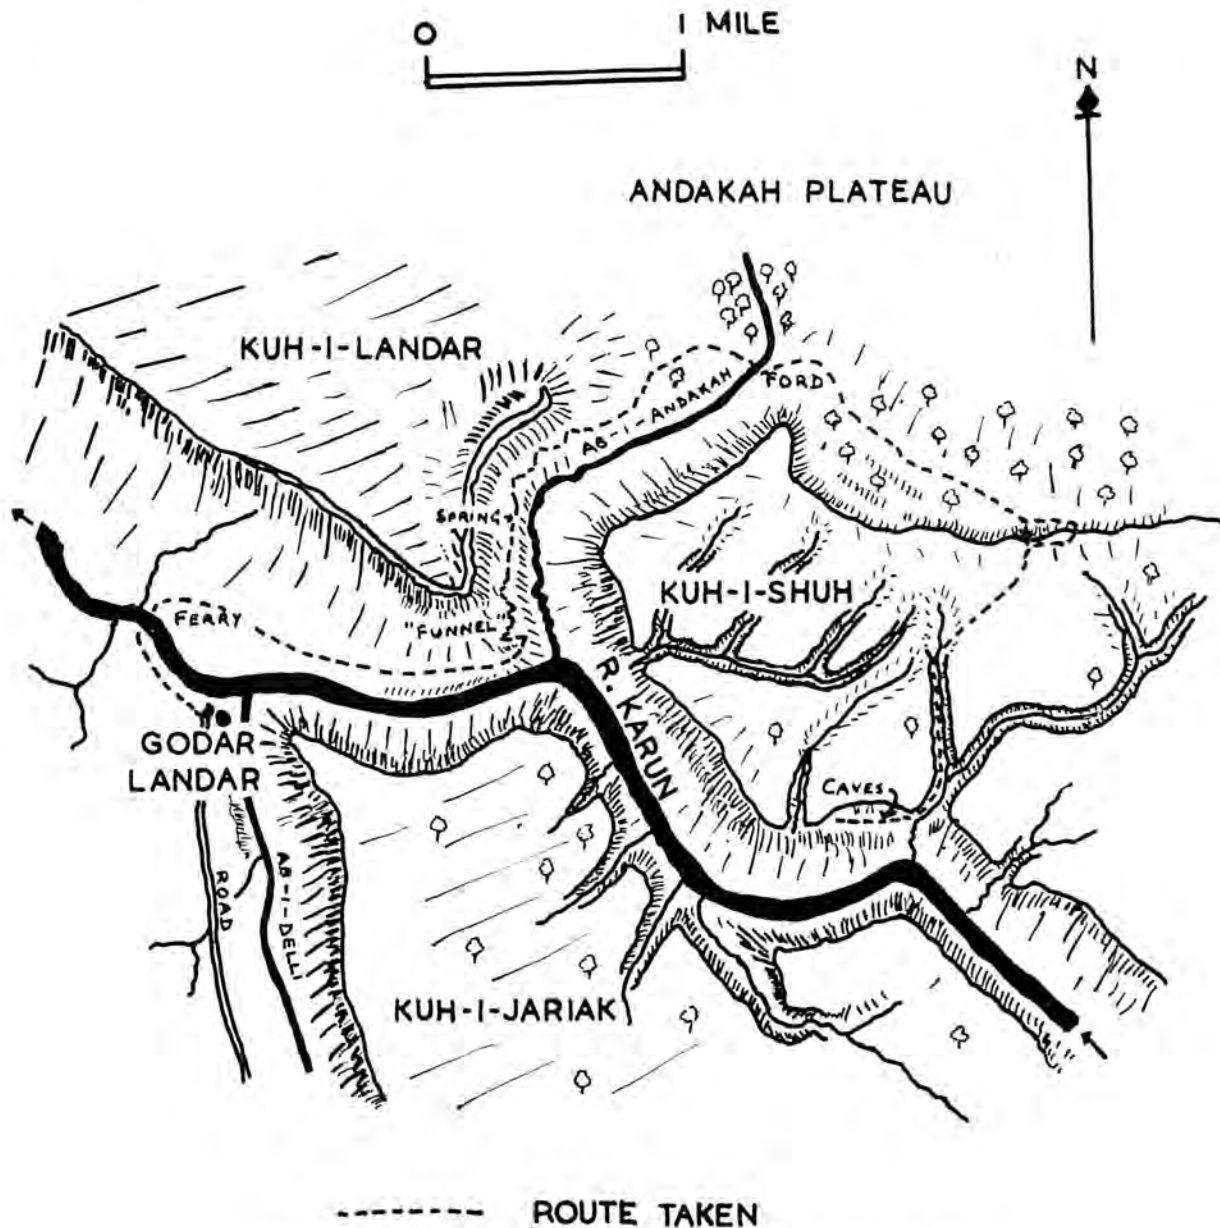 0 1 MILE
N
ANDAKAH PLATEAU
KUH-I-LANDAR
FORD
AB-I-ANDAKAH
SPRING
KUH-I-SHUH
FERRY
"FUNNEL"
R. KARUN
GODAR
LANDAR
CAVES
ROAD
AB-I-DELLI
KUH-I-JARIAK
ROUTE TAKEN